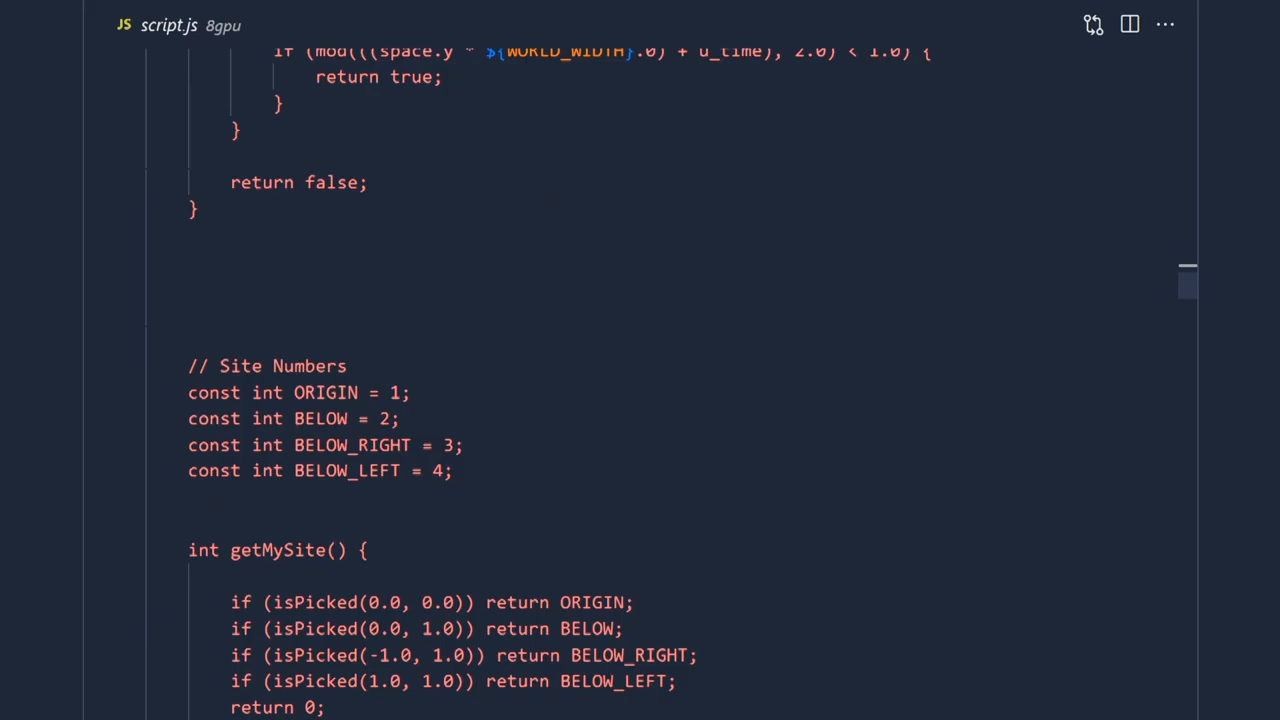 JS script.js 8gpu
if (mod(((space.y * ${WORLD_WIDTH}.0) + u_time), 2.0) < 1.0) {
return true;
}
}
return false;
}
// Site Numbers
const int ORIGIN = 1;
const int BELOW = 2;
const int BELOW_RIGHT = 3;
const int BELOW_LEFT = 4;
int getMySite() {
if (isPicked(0.0, 0.0)) return ORIGIN;
if (isPicked(0.0, 1.0)) return BELOW;
if (isPicked(-1.0, 1.0)) return BELOW_RIGHT;
if (isPicked(1.0, 1.0)) return BELOW_LEFT;
return 0;